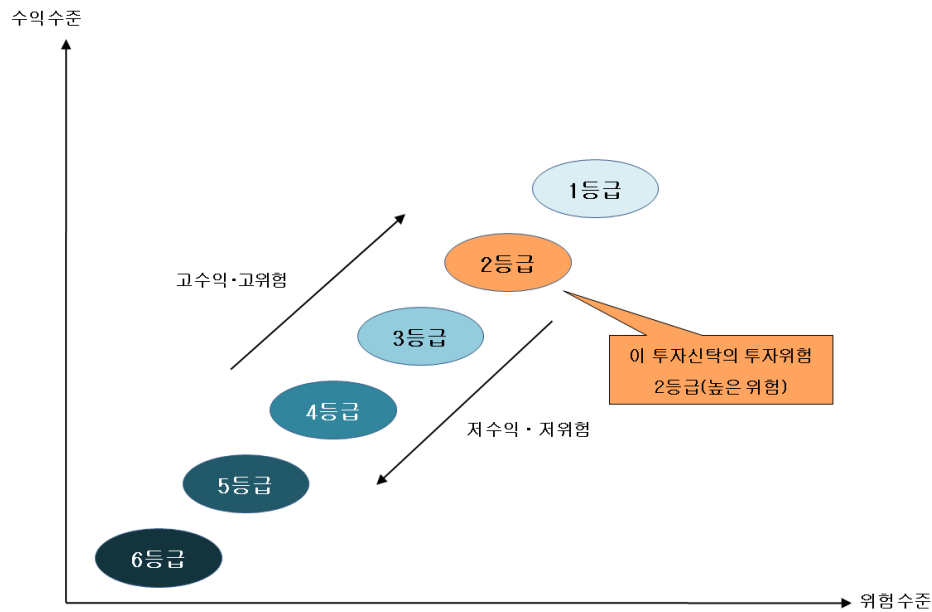 수익수준
1등급
2등급
고수익·고위험
3등급
이 투자신탁의 투자위험
2등급(높은 위험)
4등급
저수익 · 저위험
5등급
6등급
위험수준